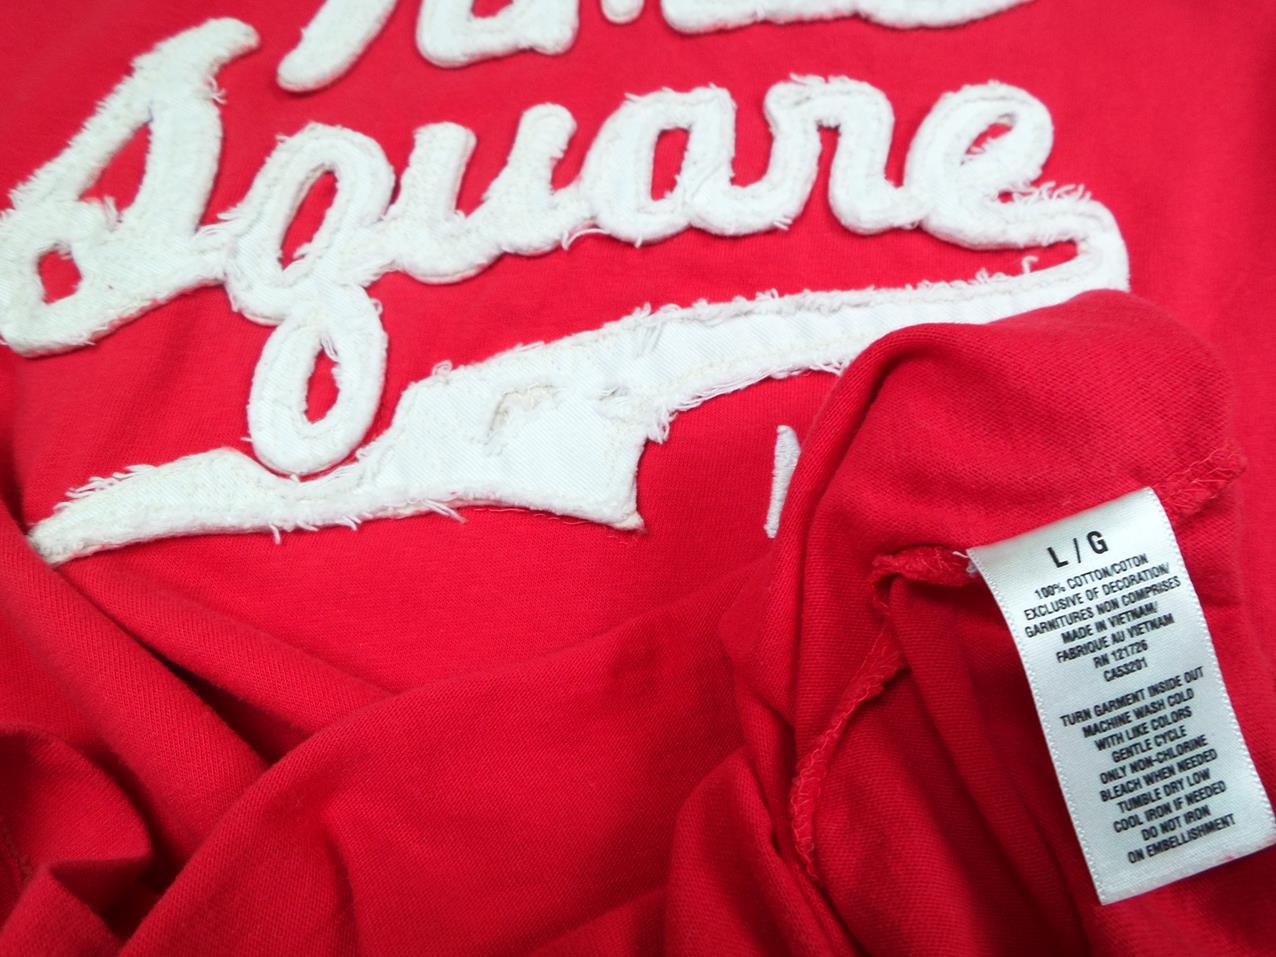 Square
L / G
100% COTTON/COTON
EXCLUSIVE OF DECORATION/
GARNITURES NON COMPRISES
MADE IN VIETNAM/
FABRIQUE AU VIETNAM
RN 121726
CA53201
TURN GARMENT INSIDE OUT
MACHINE WASH COLD
WITH LIKE COLORS
GENTLE CYCLE
ONLY NON-CHLORINE
BLEACH WHEN NEEDED
TUMBLE DRY LOW
COOL IRON IF NEEDED
DO NOT IRON
ON EMBELLISHMENT